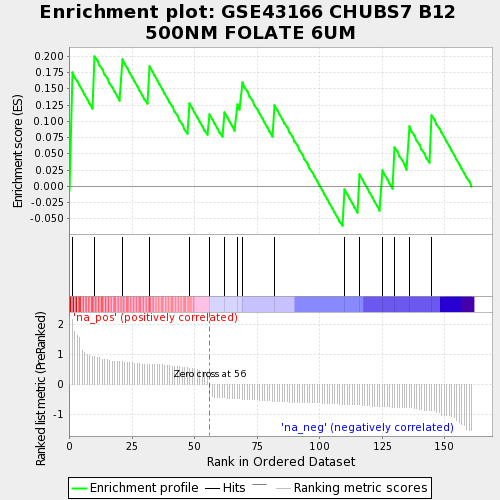 Enrichment plot: GSE43166 CHUBS7 B12
500NM FOLATE 6UM
Enrichment score (ES)
0.200
0.175
0.150
0.125
0.100
0.075
0.050
0.025
0.000
-0.025
-0.050
'na_pos' (positively correlated)
Ranked list metric (PreRanked)
2
1
0
-1
Zero cross at 56
'na_neg' (negatively correlated)
0 25 50 75 100 125 150
Rank in Ordered Dataset
Enrichment profile Hits Ranking metric scores